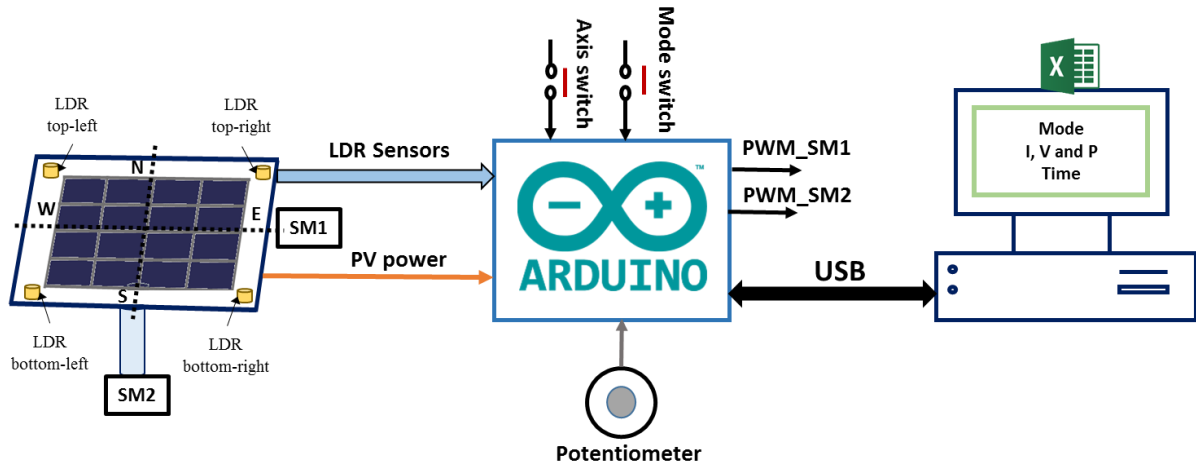 Axis switch
Mode switch
X
LDR
top-left
LDR
top-right
LDR Sensors
PWM_SM1
PWM_SM2
Mode
I, V and P
Time
N
W
E
S
SM1
PV power
ARDUINO
™
USB
LDR
bottom-left
LDR
bottom-right
SM2
Potentiometer